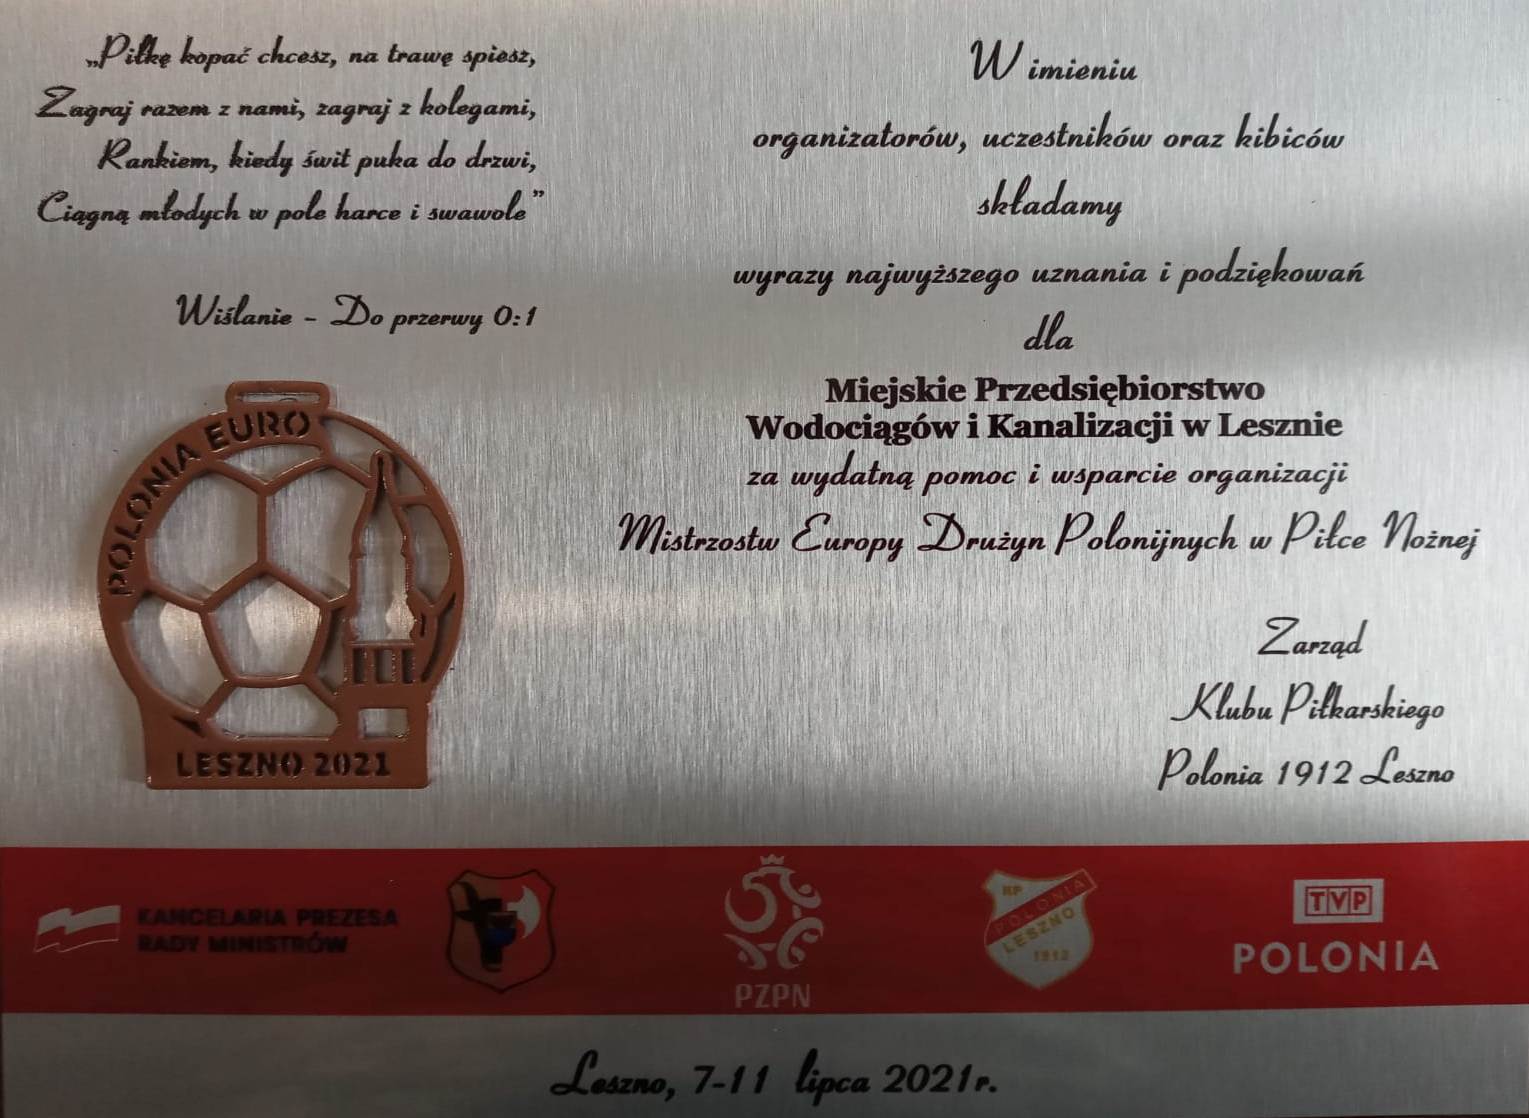 „Piłkę kopać chcesz, na trawę spiesz,
Zagraj razem z nami, zagraj z kolegami,
Rankiem, kiedy świt puka do drzwi,
Ciągną młodych w pole harce i swawole”
Wiślanie - Do przerwy 0:1
POLONIA EURO
LESZNO 2021
W imieniu
organizatorów, uczestników oraz kibiców
składamy
wyrazy najwyższego uznania i podziękowań
dla
Miejskie Przedsiębiorstwo
Wodociągów i Kanalizacji w Lesznie
za wydatną pomoc i wsparcie organizacji
Mistrzostw Europy Drużyn Polonijnych w Piłce Nożnej
Zarząd
Klubu Piłkarskiego
Polonia 1912 Leszno
KANCELARIA PREZESA
RADY MINISTRÓW
PZPN
KP
POLONIA
LESZNO
1912
TVP
POLONIA
Leszno, 7-11 lipca 2021r.